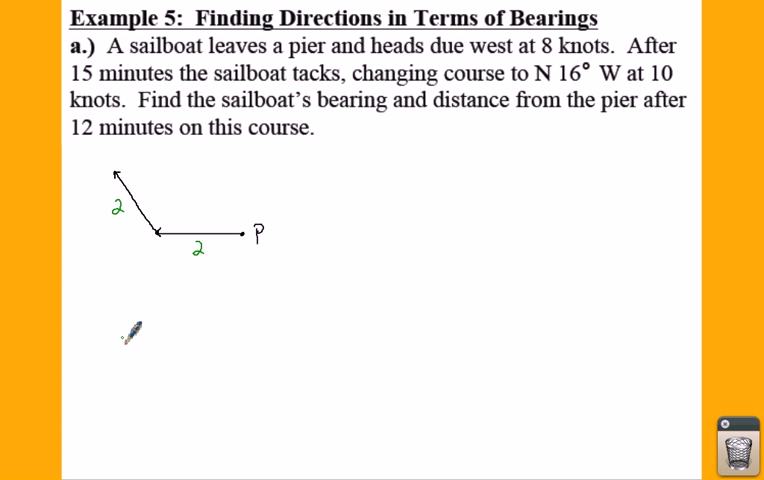 Example 5:  Finding Directions in Terms of Bearings
a.)  A sailboat leaves a pier and heads due west at 8 knots.  After
15 minutes the sailboat tacks, changing course to N 16° W at 10
knots.  Find the sailboat's bearing and distance from the pier after
12 minutes on this course.
2
P
2